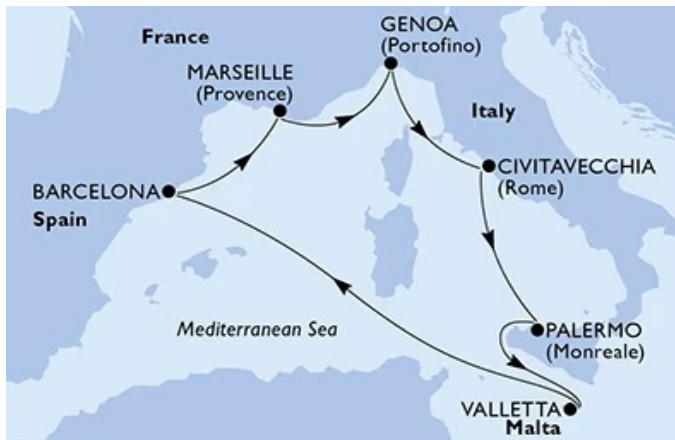 GENOA
(Portofino)
France
MARSEILLE
(Provence)
Italy
CIVITAVECCHIA
(Rome)
BARCELONA
Spain
Mediterranean Sea
PALERMO
(Monreale)
VALLETTA
Malta